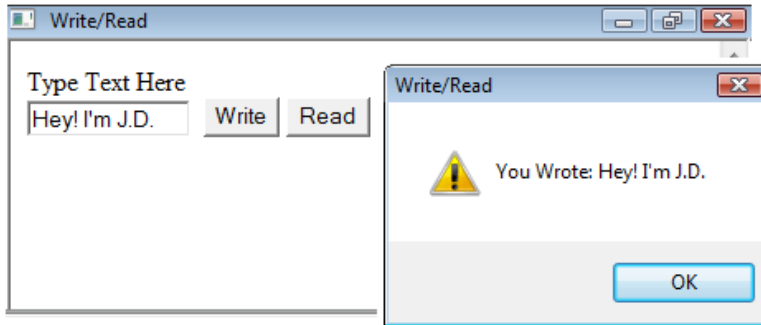 Write/Read
Type Text Here
Hey! I'm J.D. Write Read
Write/Read
You Wrote: Hey! I'm J.D.
OK